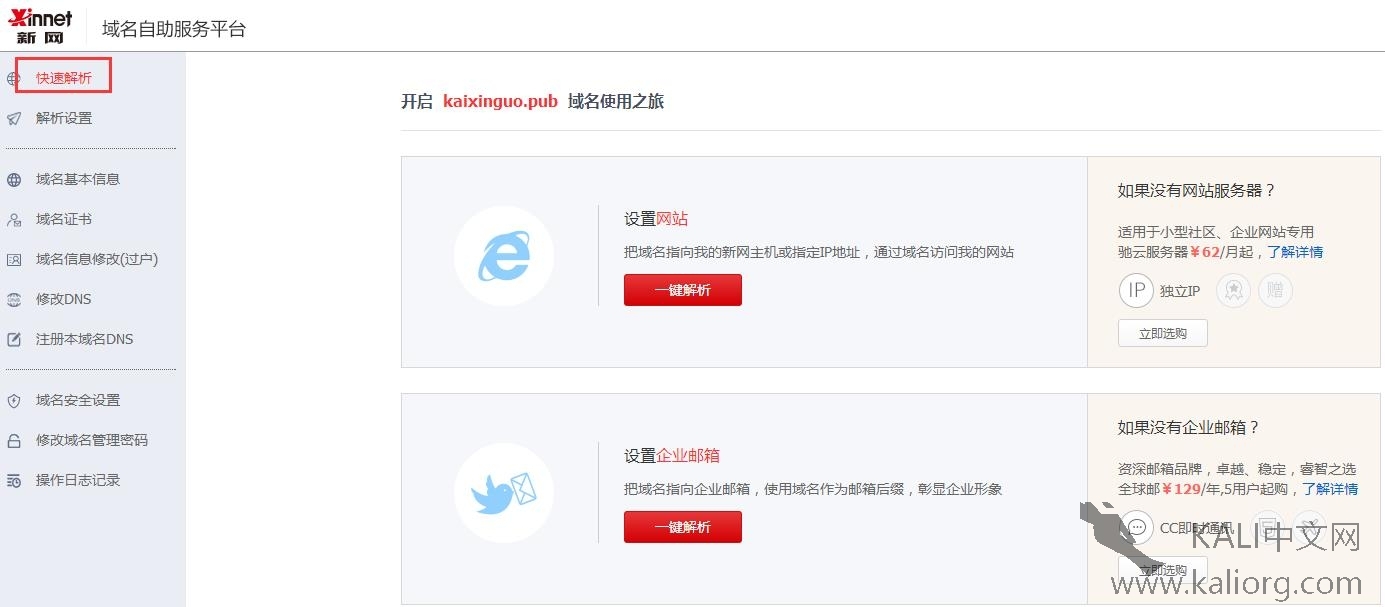 Xinnet
新网
域名自助服务平台
快速解析
解析设置
域名基本信息
域名证书
域名信息修改(过户)
修改DNS
注册本域名DNS
域名安全设置
修改域名管理密码
操作日志记录
开启 kaixinguo.pub 域名使用之旅
设置网站
把域名指向我的新网主机或指定IP地址，通过域名访问我的网站
一键解析
如果没有网站服务器？
适用于小型社区、企业网站专用
驰云服务器￥62/月起，了解详情
IP 独立IP 赠
立即选购
设置企业邮箱
把域名指向企业邮箱，使用域名作为邮箱后缀，彰显企业形象
一键解析
如果没有企业邮箱？
资深邮箱品牌，卓越、稳定，睿智之选
全球邮￥129/年,5用户起购，了解详情
CC即时通讯
立即选购
KALI中文网
www.kaliorg.com